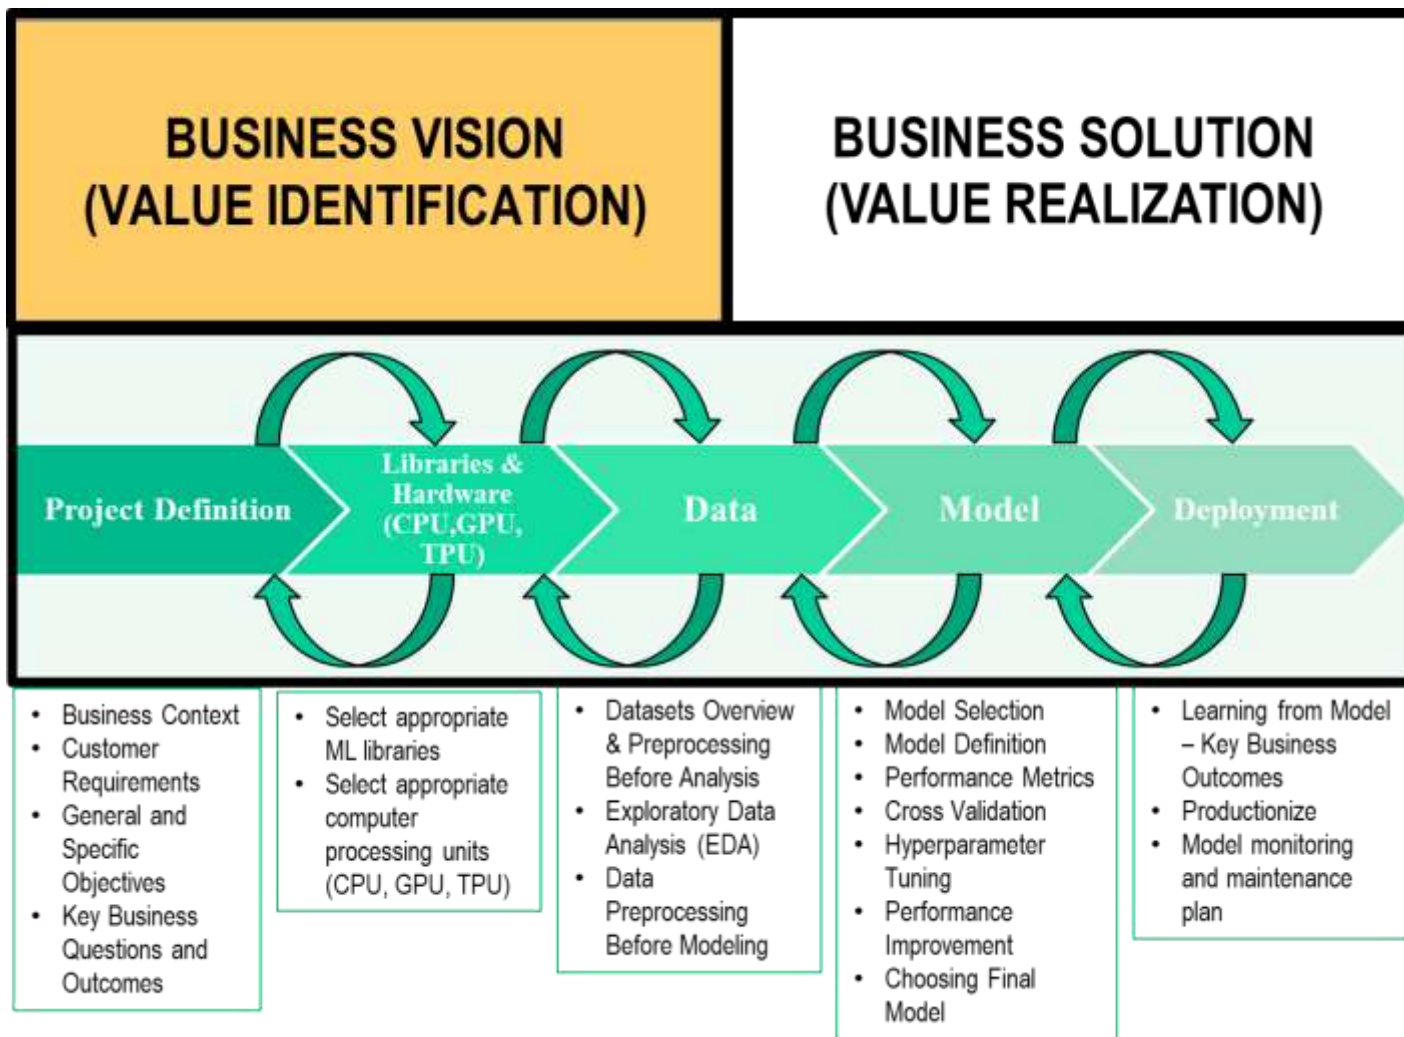 BUSINESS VISION
(VALUE IDENTIFICATION)
BUSINESS SOLUTION
(VALUE REALIZATION)
Project Definition
Libraries &
Hardware
(CPU,GPU,
TPU)
Data
Model
Deployment
• Business Context
• Customer
Requirements
• General and
Specific
Objectives
• Key Business
Questions and
Outcomes
• Select appropriate
ML libraries
• Select appropriate
computer
processing units
(CPU, GPU, TPU)
• Datasets Overview
& Preprocessing
Before Analysis
• Exploratory Data
Analysis (EDA)
• Data
Preprocessing
Before Modeling
• Model Selection
• Model Definition
• Performance Metrics
• Cross Validation
• Hyperparameter
Tuning
• Performance
Improvement
• Choosing Final
Model
• Learning from Model
– Key Business
Outcomes
• Productionize
• Model monitoring
and maintenance
plan